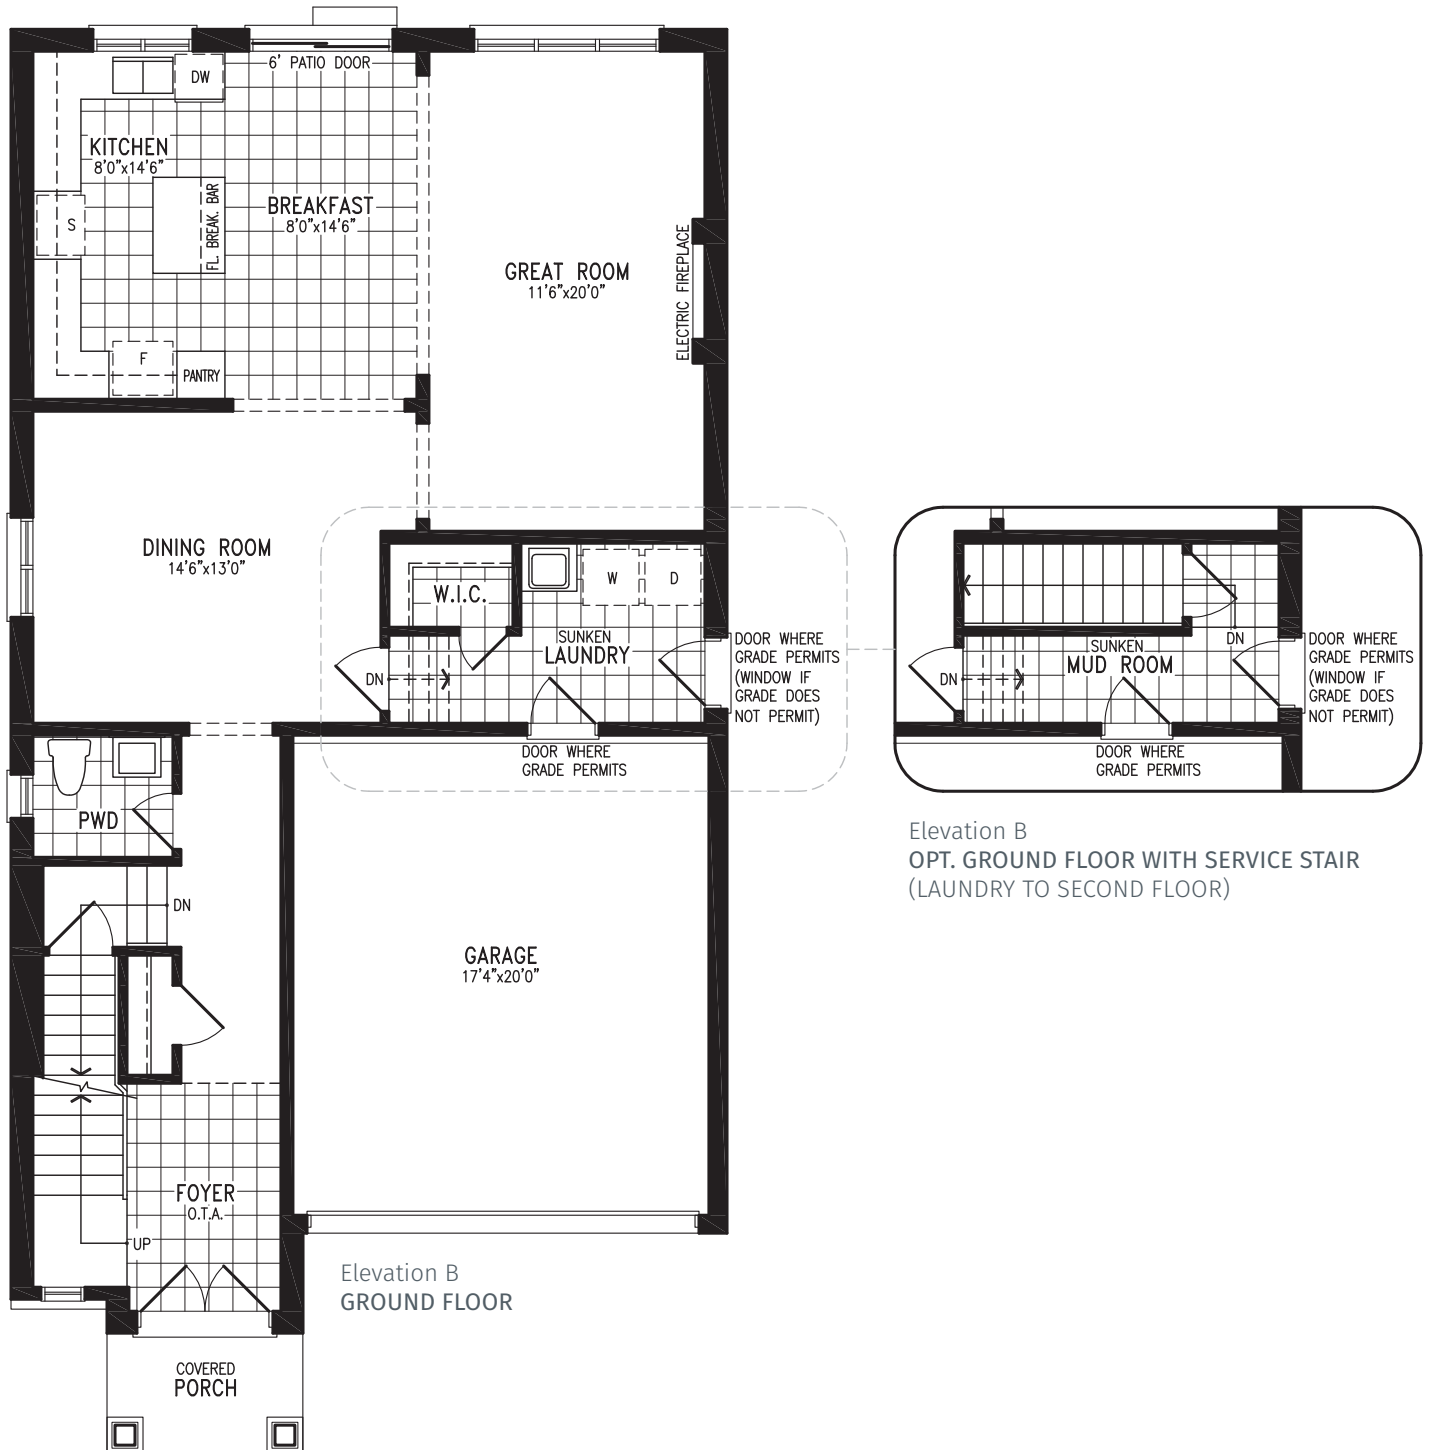 6' PATIO DOOR
DW
KITCHEN
8'0"x14'6"
S
FL. BREAK. BAR
BREAKFAST
8'0"x14'6"
F
PANTRY
GREAT ROOM
11'6"x20'0"
ELECTRIC FIREPLACE
DINING ROOM
14'6"x13'0"
W.I.C.
W
D
SUNKEN
LAUNDRY
DN
DOOR WHERE
GRADE PERMITS
(WINDOW IF
GRADE DOES
NOT PERMIT)
DOOR WHERE
GRADE PERMITS
PWD
DN
GARAGE
17'4"x20'0"
FOYER
O.T.A.
UP
Elevation B
GROUND FLOOR
COVERED
PORCH
DN
SUNKEN
MUD ROOM
DN
DOOR WHERE
GRADE PERMITS
(WINDOW IF
GRADE DOES
NOT PERMIT)
DOOR WHERE
GRADE PERMITS
Elevation B
OPT. GROUND FLOOR WITH SERVICE STAIR
(LAUNDRY TO SECOND FLOOR)